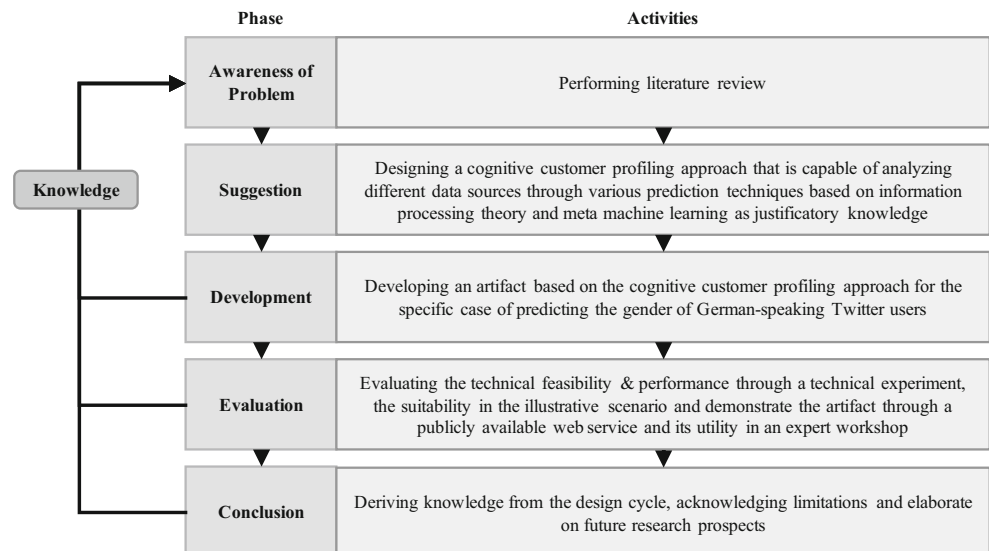 Phase
Activities
Awareness of
Problem
Performing literature review
Knowledge
Suggestion
Designing a cognitive customer profiling approach that is capable of analyzing
different data sources through various prediction techniques based on information
processing theory and meta machine learning as justificatory knowledge
Development
Developing an artifact based on the cognitive customer profiling approach for the
specific case of predicting the gender of German-speaking Twitter users
Evaluation
Evaluating the technical feasibility & performance through a technical experiment,
the suitability in the illustrative scenario and demonstrate the artifact through a
publicly available web service and its utility in an expert workshop
Conclusion
Deriving knowledge from the design cycle, acknowledging limitations and elaborate
on future research prospects